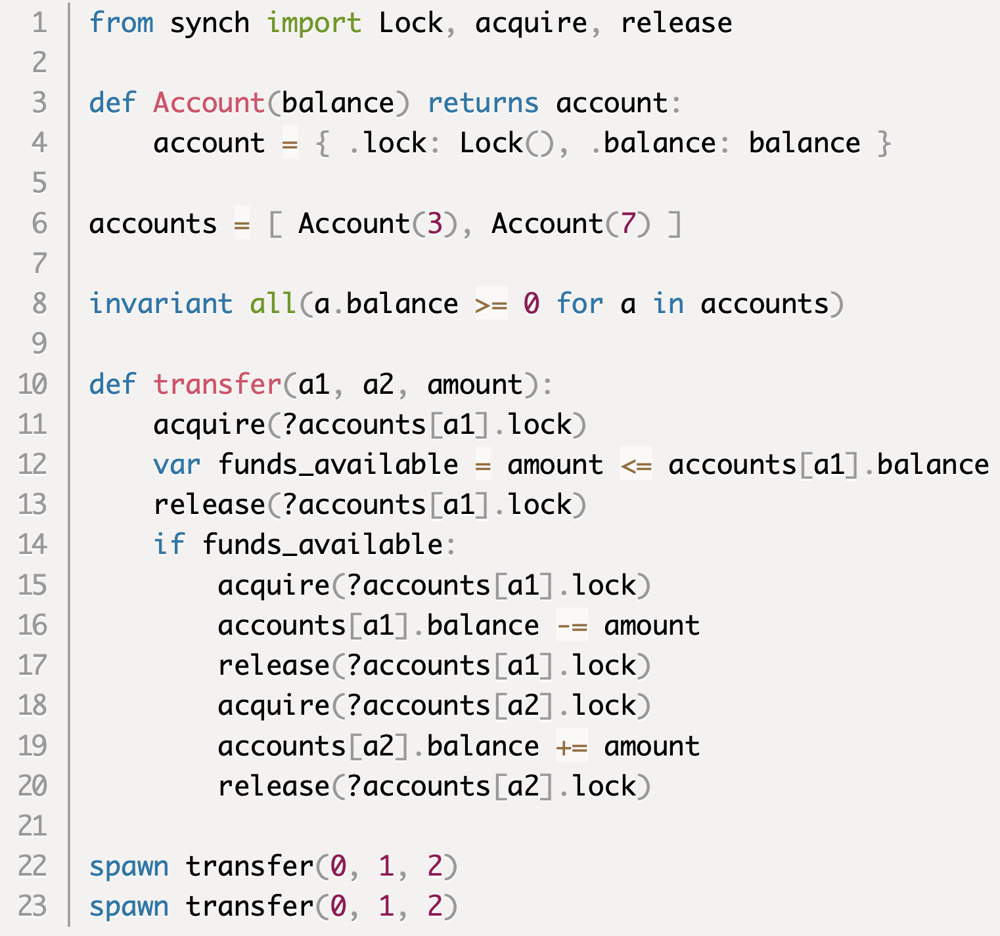 1 from synch import Lock, acquire, release
2
3 def Account(balance) returns account:
4     account = { .lock: Lock(), .balance: balance }
5
6 accounts = [ Account(3), Account(7) ]
7
8 invariant all(a.balance >= 0 for a in accounts)
9
10 def transfer(a1, a2, amount):
11     acquire(?accounts[a1].lock)
12     var funds_available = amount <= accounts[a1].balance
13     release(?accounts[a1].lock)
14     if funds_available:
15         acquire(?accounts[a1].lock)
16         accounts[a1].balance -= amount
17         release(?accounts[a1].lock)
18         acquire(?accounts[a2].lock)
19         accounts[a2].balance += amount
20         release(?accounts[a2].lock)
21
22 spawn transfer(0, 1, 2)
23 spawn transfer(0, 1, 2)